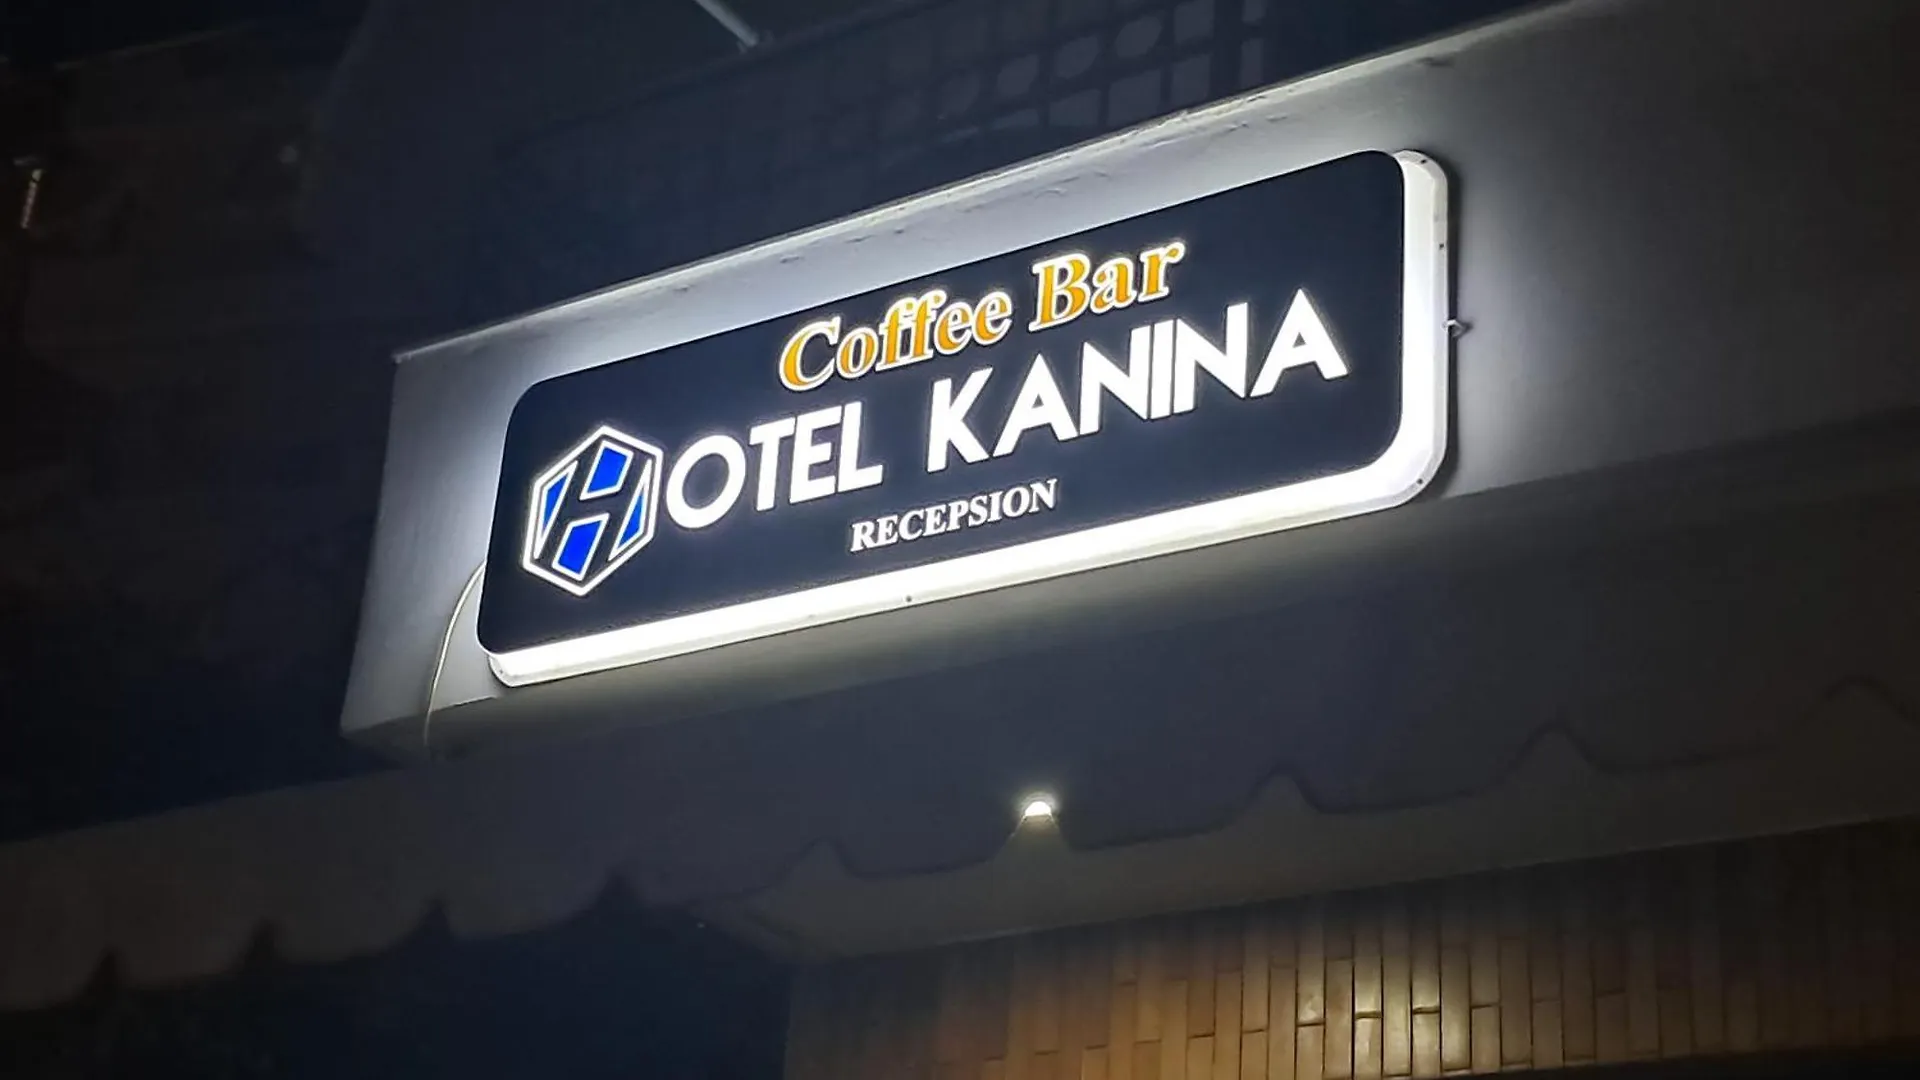 Coffee Bar
HOTEL KANINA
RECEPSION